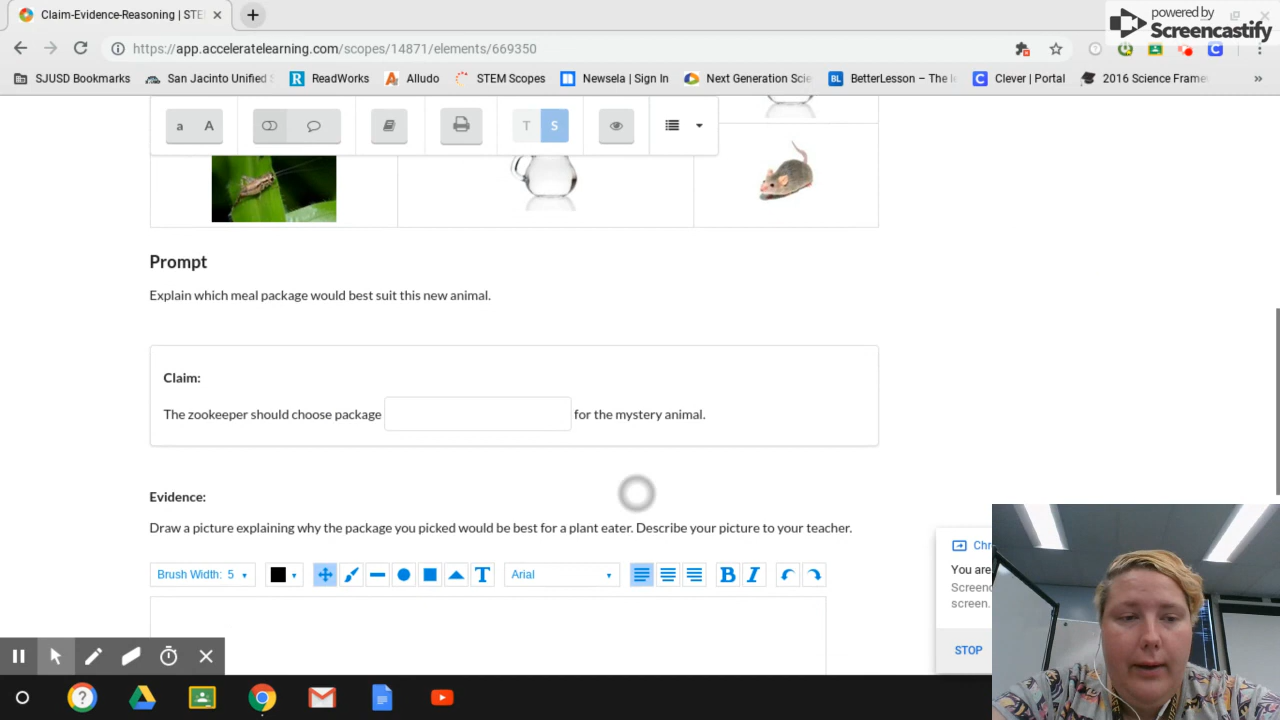 Claim-Evidence-Reasoning | STE
powered by
Screencastify
https://app.acceleratelearning.com/scopes/14871/elements/669350
SJUSD Bookmarks
San Jacinto Unified
R ReadWorks
Alludo
STEM Scopes
Newsela | Sign In
Next Generation Scie
BL BetterLesson – The le
C Clever | Portal
2016 Science Frame
»
a A
T S
Prompt
Explain which meal package would best suit this new animal.
Claim:
The zookeeper should choose package for the mystery animal.
Evidence:
Draw a picture explaining why the package you picked would be best for a plant eater. Describe your picture to your teacher.
Brush Width: 5
T
Arial
B I
Chr
You are
Screenc
screen.
STOP